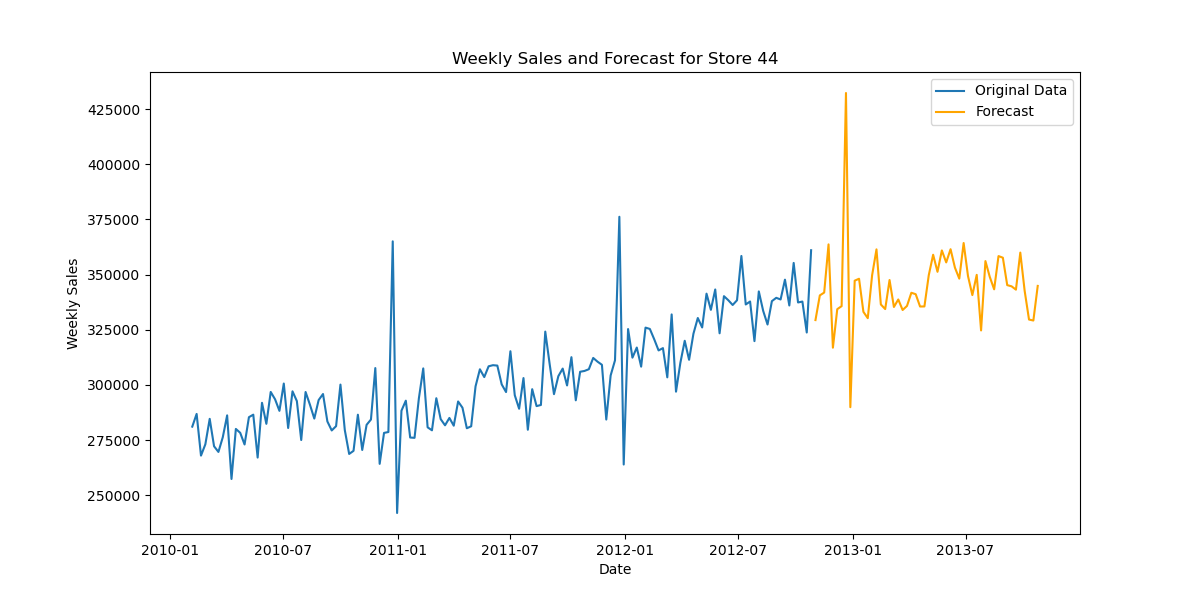 Weekly Sales and Forecast for Store 44
Original Data
Forecast
425000
400000
375000
350000
325000
300000
275000
250000
Weekly Sales
2010-01 2010-07 2011-01 2011-07 2012-01 2012-07 2013-01 2013-07
Date